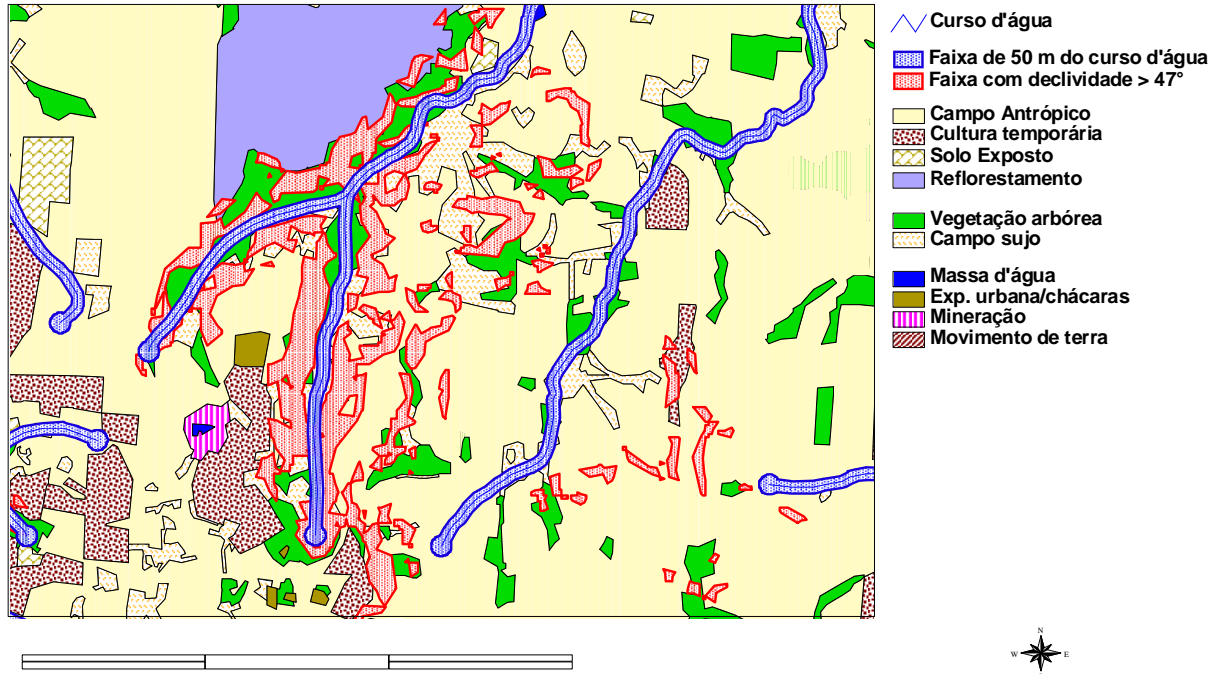 Curso d'água
Faixa de 50 m do curso d'água
Faixa com declividade > 47°
Campo Antrópico
Cultura temporária
Solo Exposto
Reflorestamento
Vegetação arbórea
Campo sujo
Massa d'água
Exp. urbana/chácaras
Mineração
Movimento de terra
N
W E
S